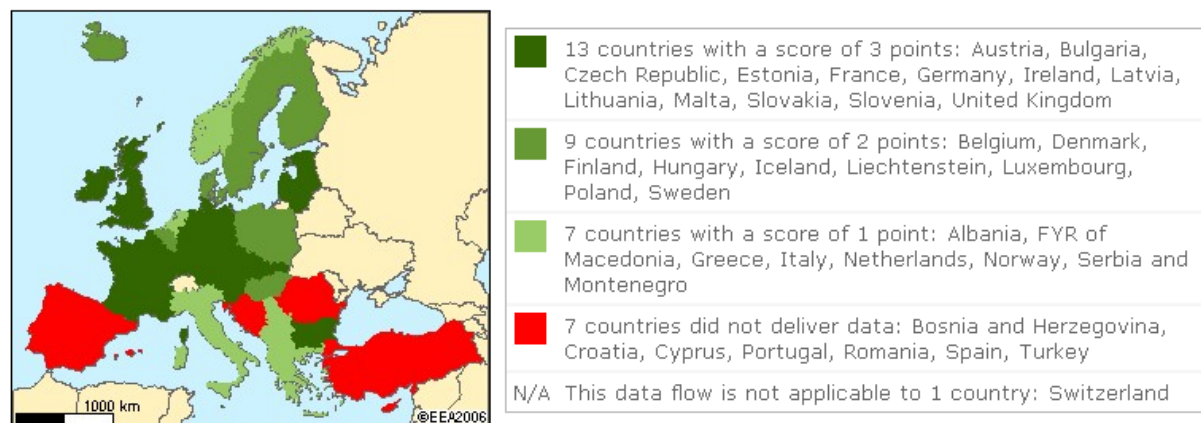 13 countries with a score of 3 points: Austria, Bulgaria,
Czech Republic, Estonia, France, Germany, Ireland, Latvia,
Lithuania, Malta, Slovakia, Slovenia, United Kingdom
9 countries with a score of 2 points: Belgium, Denmark,
Finland, Hungary, Iceland, Liechtenstein, Luxembourg,
Poland, Sweden
7 countries with a score of 1 point: Albania, FYR of
Macedonia, Greece, Italy, Netherlands, Norway, Serbia and
Montenegro
7 countries did not deliver data: Bosnia and Herzegovina,
Croatia, Cyprus, Portugal, Romania, Spain, Turkey
N/A This data flow is not applicable to 1 country: Switzerland
1000 km
©EEA2006